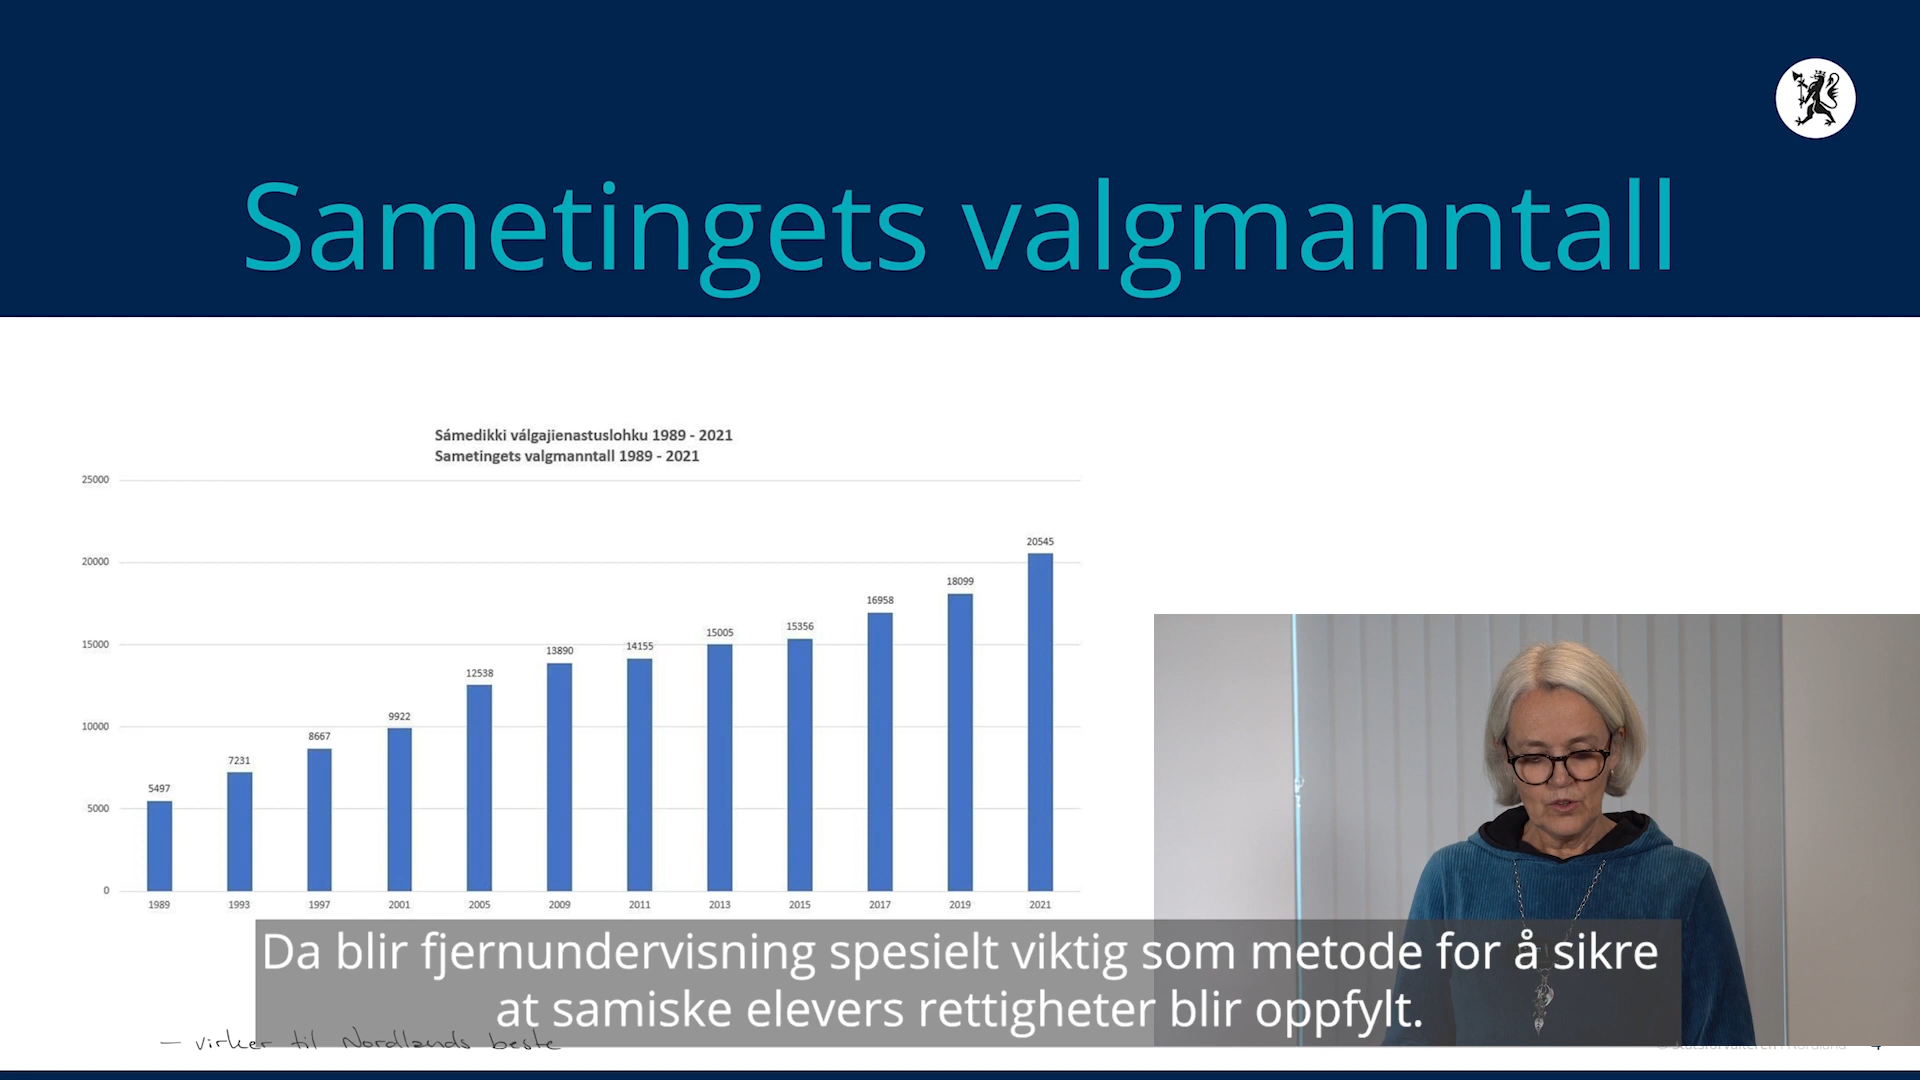 Sametingets valgmanntall
Sámedikki válgajienastuslohku 1989 - 2021
Sametingets valgmanntall 1989 - 2021
25000
20000
15000
10000
5000
0
5497
7231
8667
9922
12538
13890
14155
15005
15356
16958
18099
20545
1989 1993 1997 2001 2005 2009 2011 2013 2015 2017 2019 2021
Da blir fjernundervisning spesielt viktig som metode for å sikre
at samiske elevers rettigheter blir oppfylt.
– virker til Nordlands beste